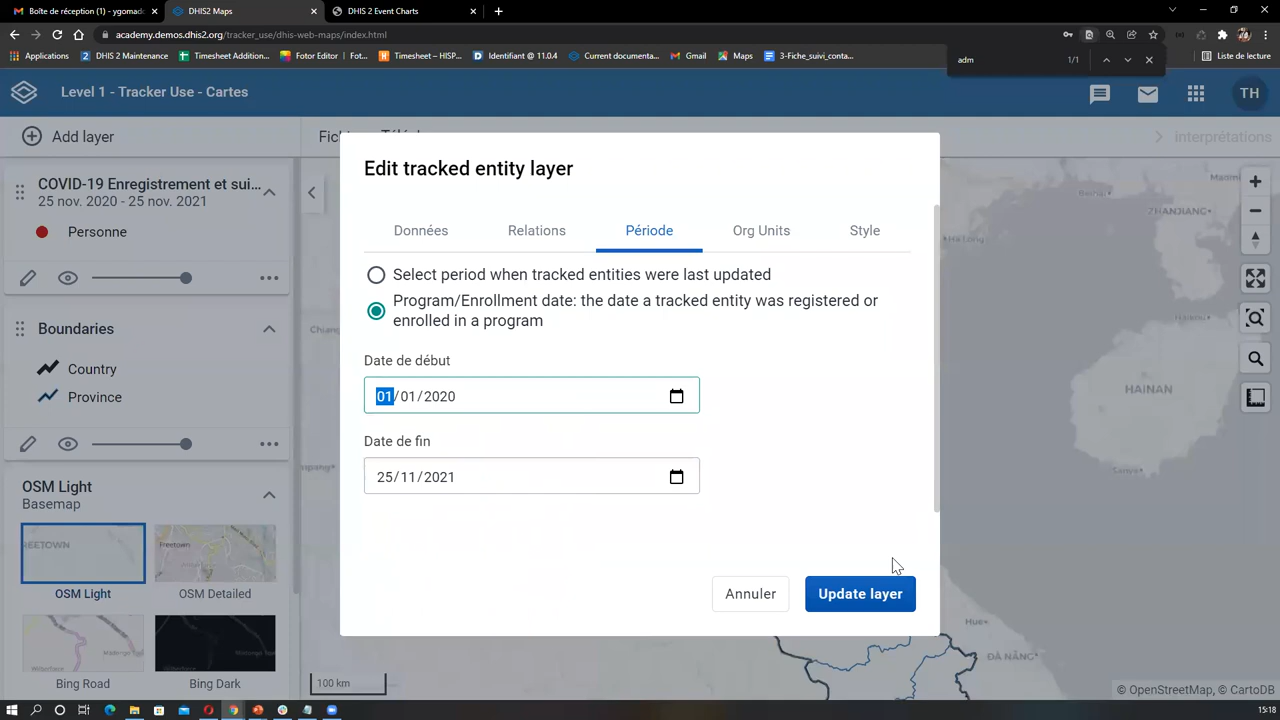 Boîte de réception (1) - ygomad
DHIS2 Maps
DHIS 2 Event Charts
academy.demos.dhis2.org/tracker_use/dhis-web-maps/index.html
Applications
DHIS 2 Maintenance
Timesheet Addition...
Fotor Editor | Fot...
Timesheet – HISP...
Identifiant @ 11.0.4
Current documenta...
Gmail
Maps
3-Fiche_suivi_conta...
Liste de lecture
adm
1/1
Level 1 - Tracker Use - Cartes
TH
Add layer
interprétations
COVID-19 Enregistrement et sui...
25 nov. 2020 - 25 nov. 2021
Personne
Boundaries
Country
Province
OSM Light
Basemap
REETOWN
Freetown
OSM Light
OSM Detailed
Bing Road
Bing Dark
Edit tracked entity layer
Données
Relations
Période
Org Units
Style
Select period when tracked entities were last updated
Program/Enrollment date: the date a tracked entity was registered or
enrolled in a program
Date de début
01/01/2020
Date de fin
25/11/2021
Annuler
Update layer
ZHANJIANG
HAINAN
Hue
ĐÀ NẴNG
100 km
© OpenStreetMap, © CartoDB
15:18